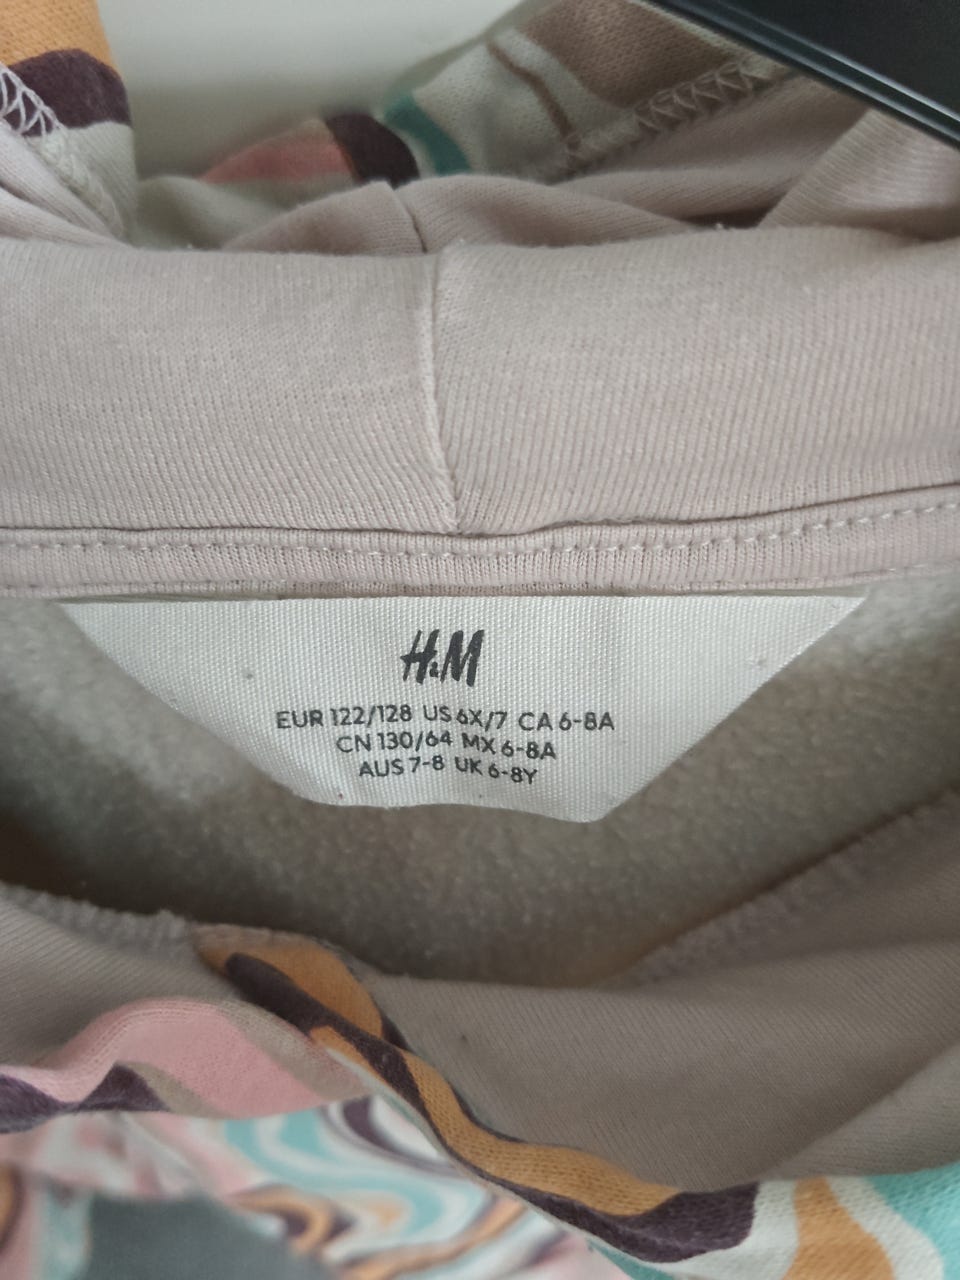 H&M
EUR 122/128 US 6X/7 CA 6-8A
CN 130/64 MX 6-8A
AUS 7-8 UK 6-8Y